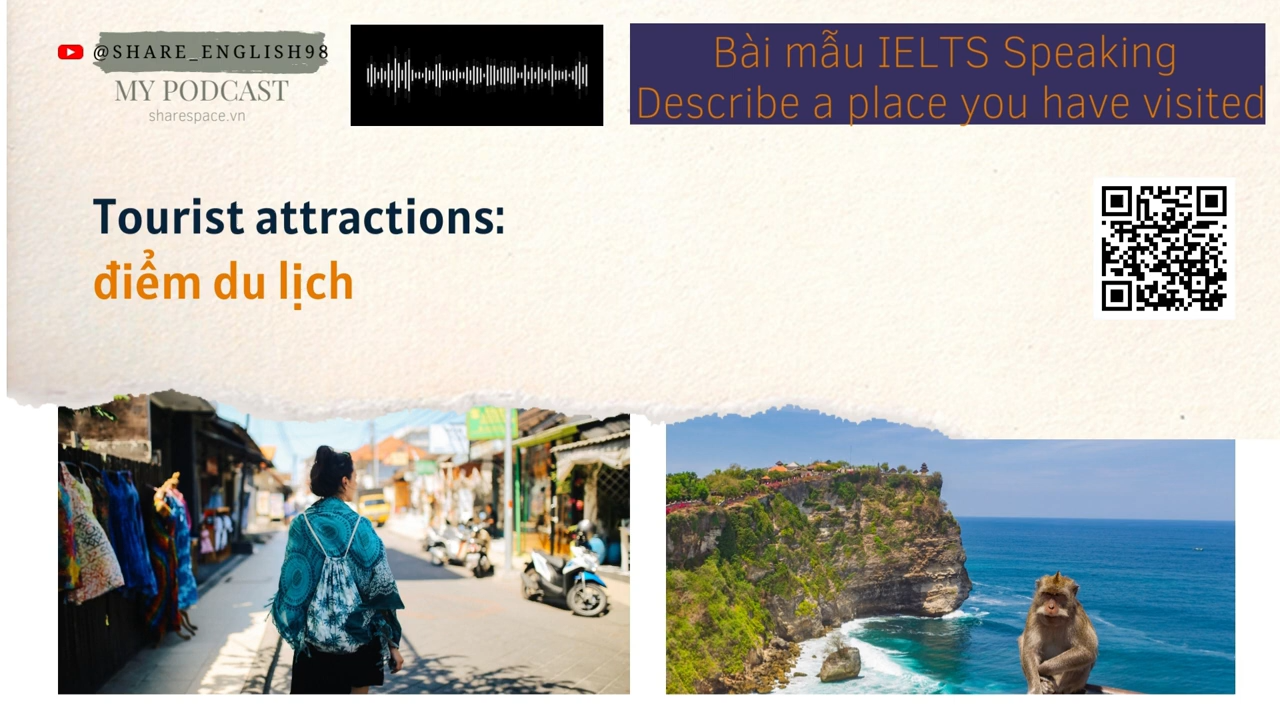 @SHARE_ENGLISH98
MY PODCAST
sharespace.vn
Bài mẫu IELTS Speaking
Describe a place you have visited
Tourist attractions:
điểm du lịch